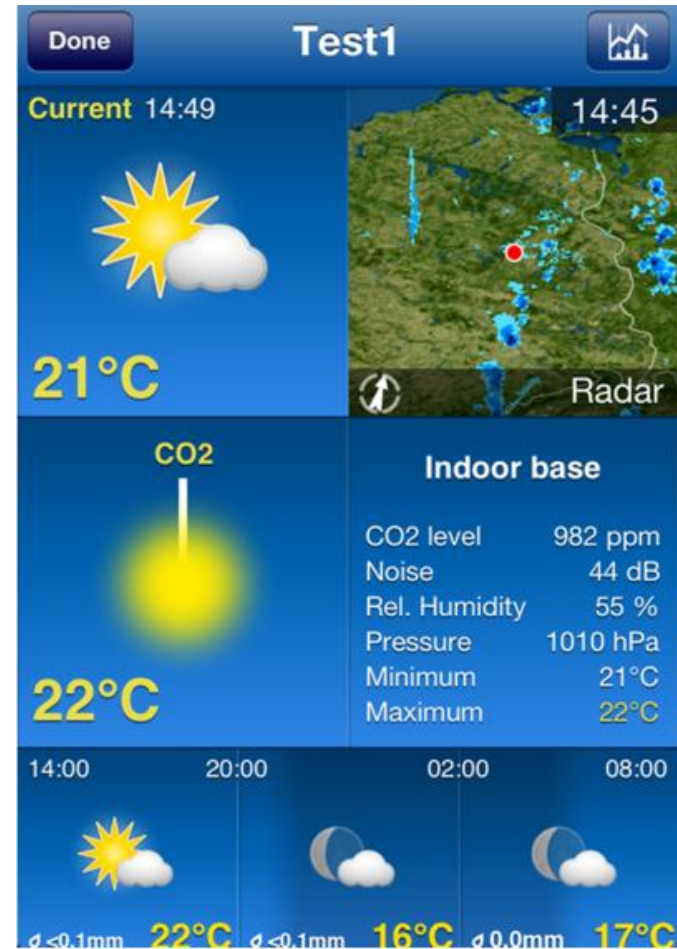 Done Test1
Current 14:49
14:45
21°C
Radar
CO2
22°C
Indoor base
CO2 level 982 ppm
Noise 44 dB
Rel. Humidity 55 %
Pressure 1010 hPa
Minimum 21°C
Maximum 22°C
14:00 20:00 02:00 08:00
<0.1mm 22°C <0.1mm 16°C 0.0mm 17°C